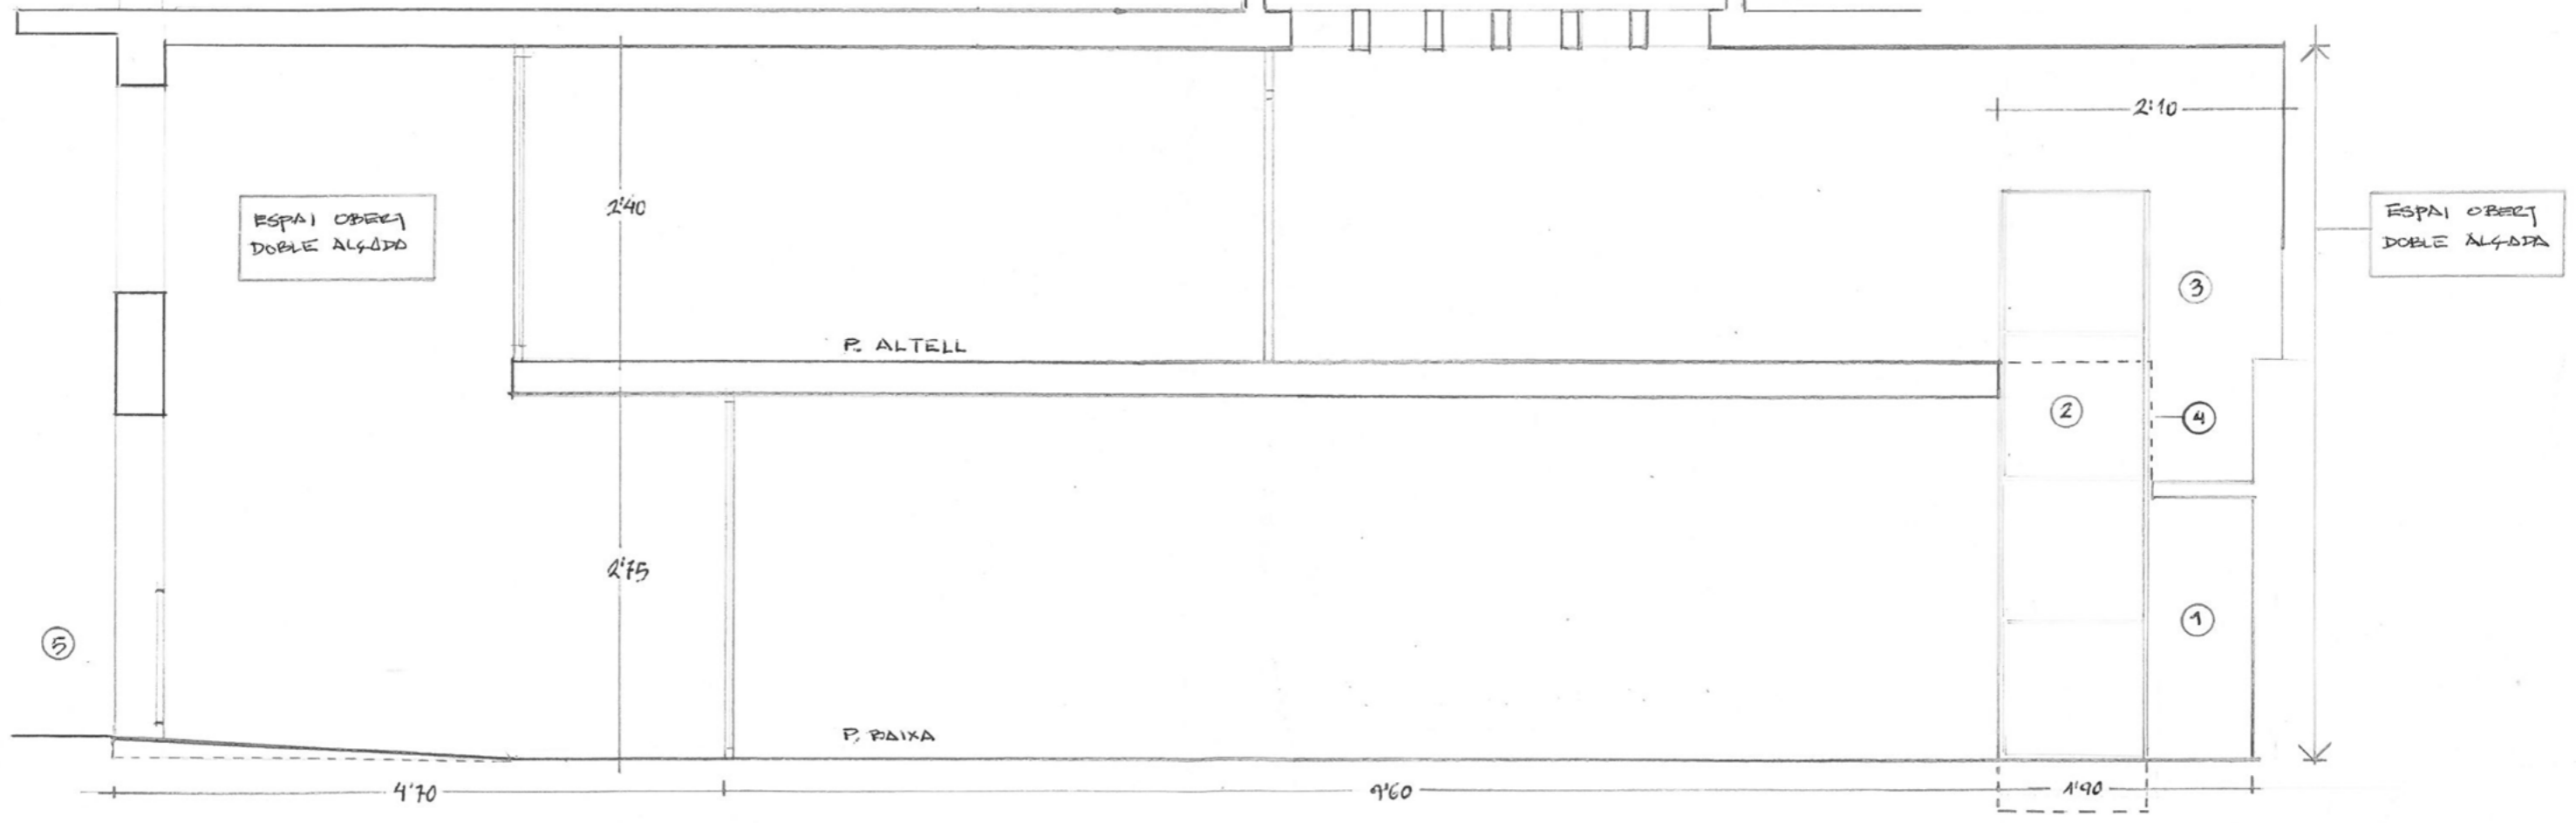 2'10
ESPAI OBERT
DOBLE ALÇADA
2'40
ESPAI OBERT
DOBLE ALÇADA
3
P. ALTELL
2
4
2'75
5
1
P. BAIXA
4'70
9'60
1'90